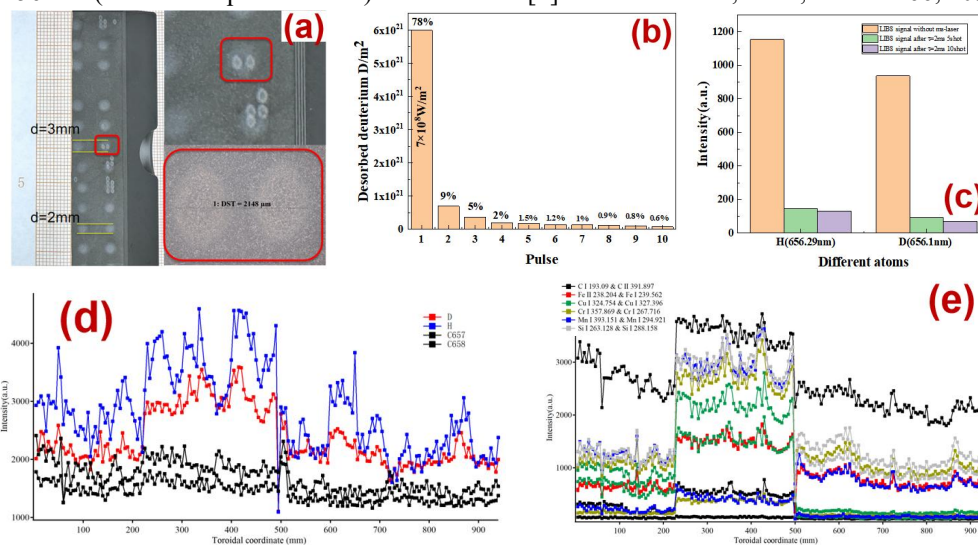 (a)
d=3mm
5
d=2mm
1: DST = 2148 μm
(b)
Desorbed deuterium D/m²
6x10²¹
5x10²¹
4x10²¹
3x10²¹
2x10²¹
1x10²¹
0
78%
7×10⁸W/m²
9%
5%
2%
1.5%
1.2%
1%
0.9%
0.8%
0.6%
1 2 3 4 5 6 7 8 9 10
Pulse
(c)
Intensity(a.u.)
1200
1000
800
600
400
200
0
LIBS signal without ms-laser
LIBS signal after τ=2ms 5shot
LIBS signal after τ=2ms 10shot
H(656.29nm) D(656.1nm)
Different atoms
(d)
Intensity(a.u.)
4000
3000
2000
1000
D
H
C657
C658
100 200 300 400 500 600 700 800 900
Toroidal coordinate (mm)
(e)
C I 193.09 & C II 391.897
Fe II 238.204 & Fe I 239.562
Cu I 324.754 & Cu I 327.396
Cr I 357.869 & Cr I 267.716
Mn I 393.151 & Mn I 294.921
Si I 263.128 & Si I 288.158
Intensity(a.u.)
3000
2000
1000
100 200 300 400 500 600 700 800 900
Toroidal coordinate (mm)